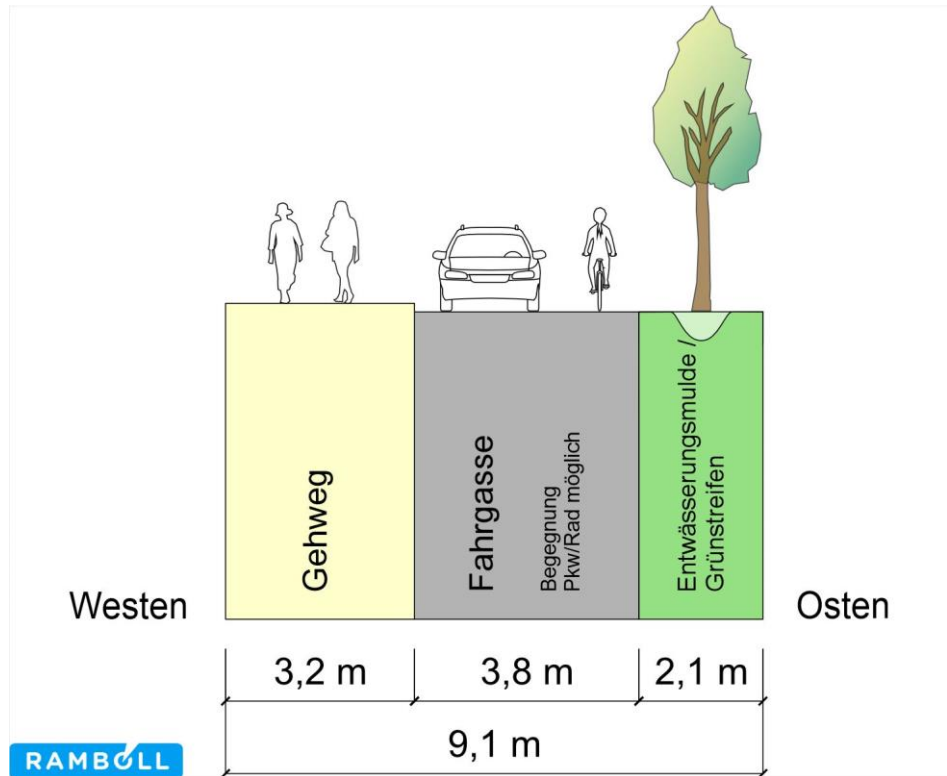 Gehweg
Fahrgasse
Begegnung
Pkw/Rad möglich
Entwässerungsmulde /
Grünstreifen
Westen
Osten
3,2 m
3,8 m
2,1 m
9,1 m
RAMBOLL